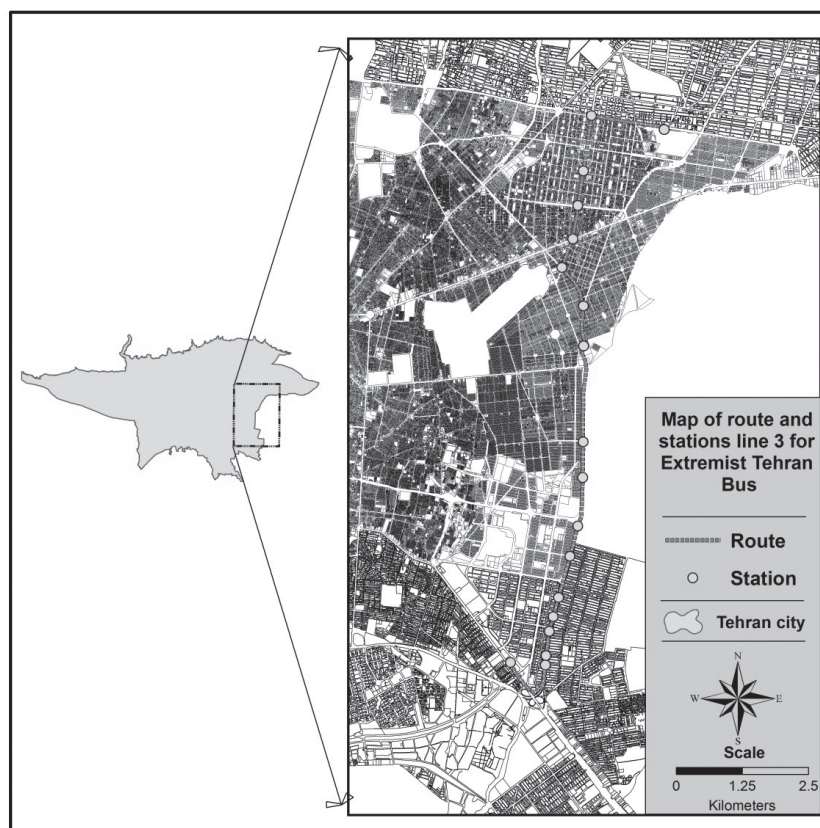 Map of route and
stations line 3 for
Extremist Tehran
Bus
Route
Station
Tehran city
N
W E
S
Scale
0 1.25 2.5
Kilometers